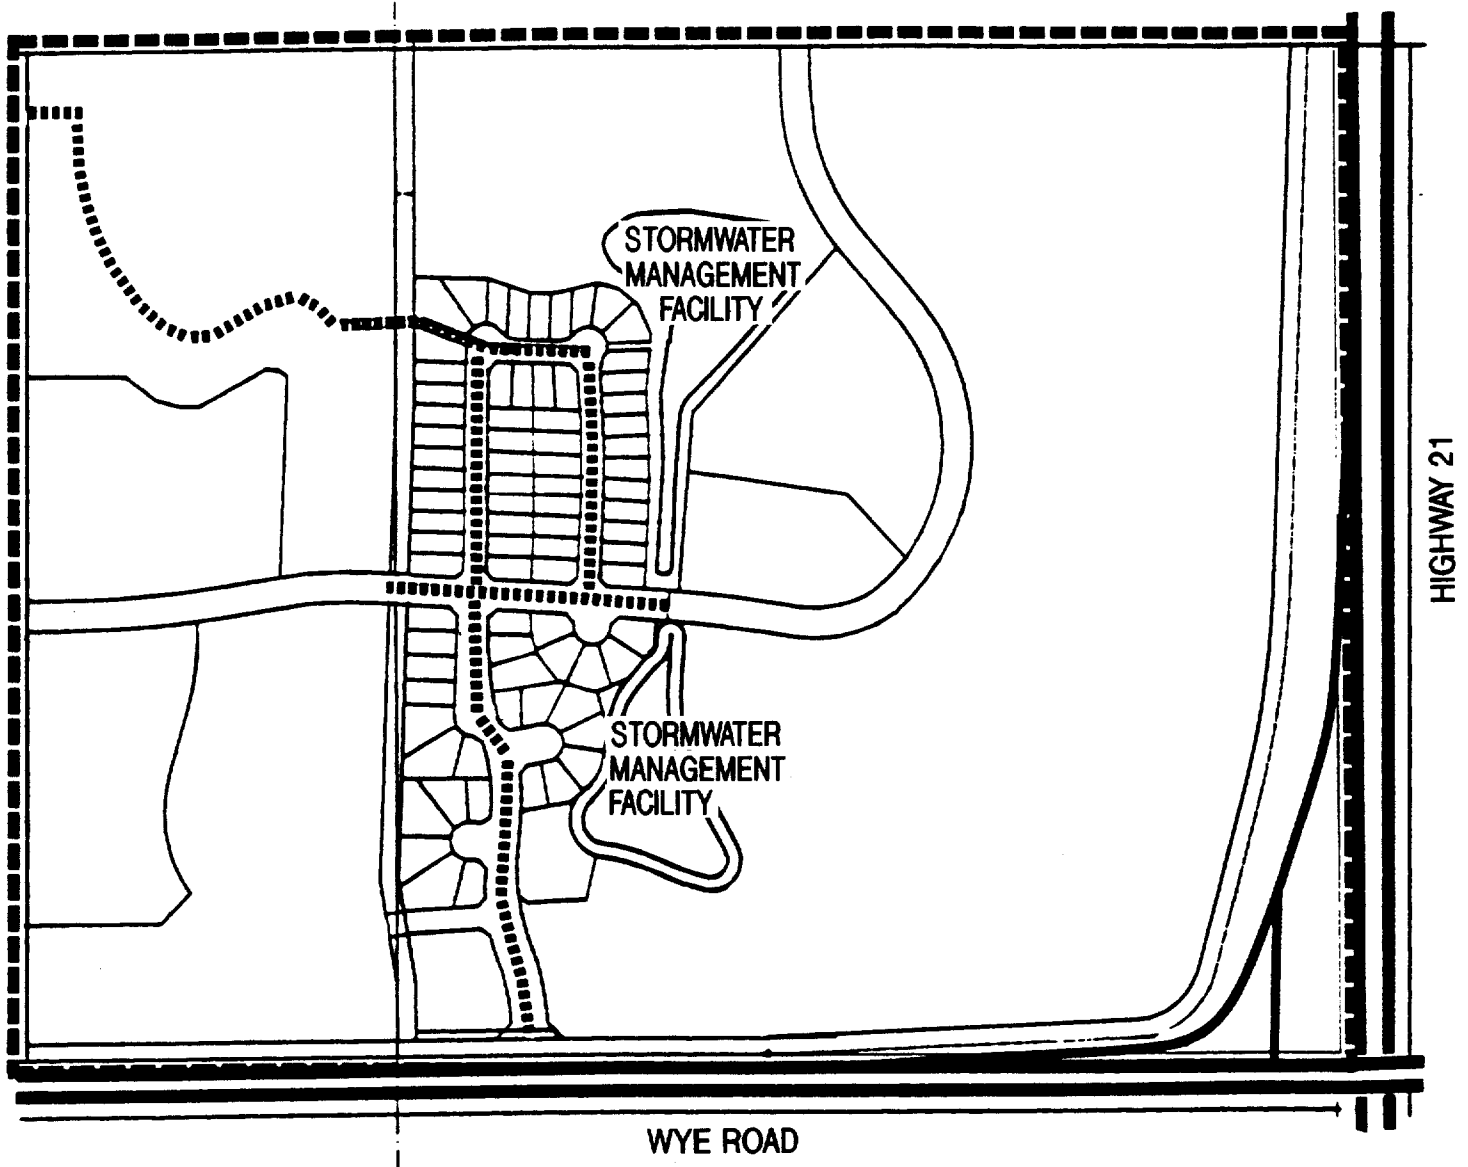 STORMWATER
MANAGEMENT
FACILITY
HIGHWAY 21
STORMWATER
MANAGEMENT
FACILITY
WYE ROAD